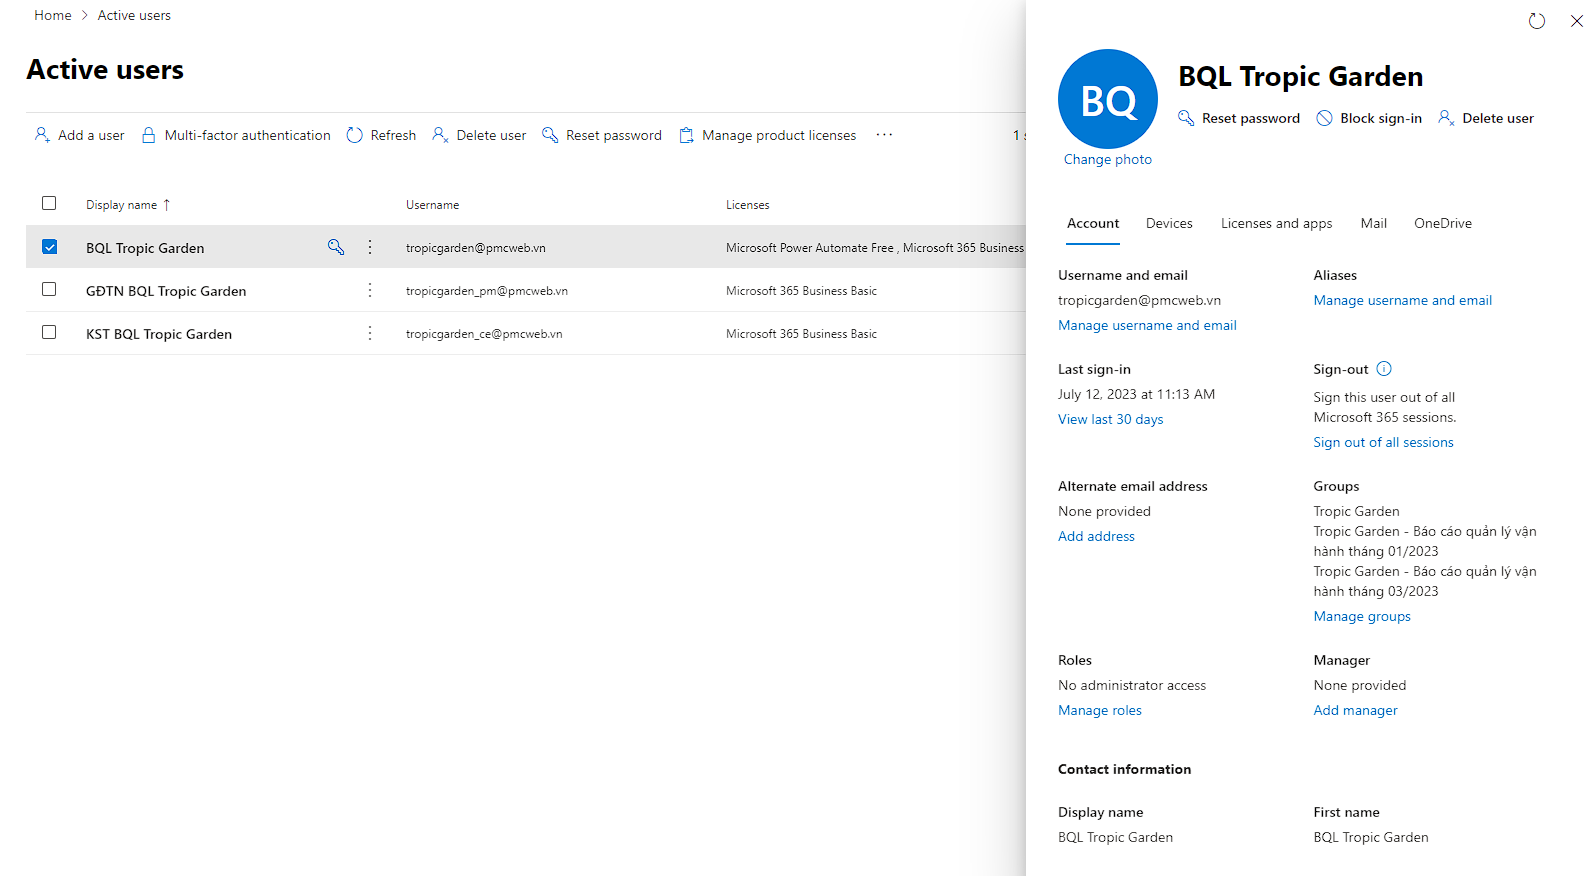 Home > Active users
Active users
Add a user Multi-factor authentication Refresh Delete user Reset password Manage product licenses ... 1 s
Display name ↑ Username Licenses
BQL Tropic Garden tropicgarden@pmcweb.vn Microsoft Power Automate Free , Microsoft 365 Business
GĐTN BQL Tropic Garden tropicgarden_pm@pmcweb.vn Microsoft 365 Business Basic
KST BQL Tropic Garden tropicgarden_ce@pmcweb.vn Microsoft 365 Business Basic
BQ
Change photo
BQL Tropic Garden
Reset password Block sign-in Delete user
Account Devices Licenses and apps Mail OneDrive
Username and email
tropicgarden@pmcweb.vn
Manage username and email
Aliases
Manage username and email
Last sign-in
July 12, 2023 at 11:13 AM
View last 30 days
Sign-out
Sign this user out of all
Microsoft 365 sessions.
Sign out of all sessions
Alternate email address
None provided
Add address
Groups
Tropic Garden
Tropic Garden - Báo cáo quản lý vận
hành tháng 01/2023
Tropic Garden - Báo cáo quản lý vận
hành tháng 03/2023
Manage groups
Roles
No administrator access
Manage roles
Manager
None provided
Add manager
Contact information
Display name
BQL Tropic Garden
First name
BQL Tropic Garden